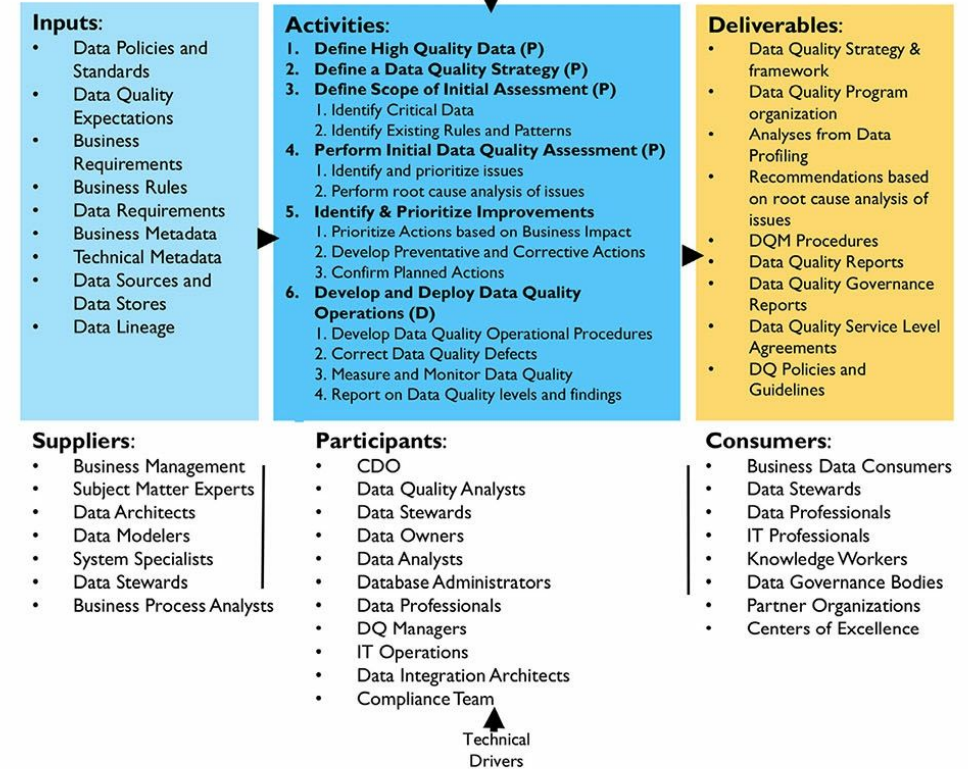 Inputs:
• Data Policies and
Standards
• Data Quality
Expectations
• Business
Requirements
• Business Rules
• Data Requirements
• Business Metadata
• Technical Metadata
• Data Sources and
Data Stores
• Data Lineage
Activities:
1. Define High Quality Data (P)
2. Define a Data Quality Strategy (P)
3. Define Scope of Initial Assessment (P)
1. Identify Critical Data
2. Identify Existing Rules and Patterns
4. Perform Initial Data Quality Assessment (P)
1. Identify and prioritize issues
2. Perform root cause analysis of issues
5. Identify & Prioritize Improvements
1. Prioritize Actions based on Business Impact
2. Develop Preventative and Corrective Actions
3. Confirm Planned Actions
6. Develop and Deploy Data Quality
Operations (D)
1. Develop Data Quality Operational Procedures
2. Correct Data Quality Defects
3. Measure and Monitor Data Quality
4. Report on Data Quality levels and findings
Deliverables:
• Data Quality Strategy &
framework
• Data Quality Program
organization
• Analyses from Data
Profiling
• Recommendations based
on root cause analysis of
issues
• DQM Procedures
• Data Quality Reports
• Data Quality Governance
Reports
• Data Quality Service Level
Agreements
• DQ Policies and
Guidelines
Suppliers:
• Business Management
• Subject Matter Experts
• Data Architects
• Data Modelers
• System Specialists
• Data Stewards
• Business Process Analysts
Participants:
• CDO
• Data Quality Analysts
• Data Stewards
• Data Owners
• Data Analysts
• Database Administrators
• Data Professionals
• DQ Managers
• IT Operations
• Data Integration Architects
• Compliance Team
Consumers:
• Business Data Consumers
• Data Stewards
• Data Professionals
• IT Professionals
• Knowledge Workers
• Data Governance Bodies
• Partner Organizations
• Centers of Excellence
Technical
Drivers